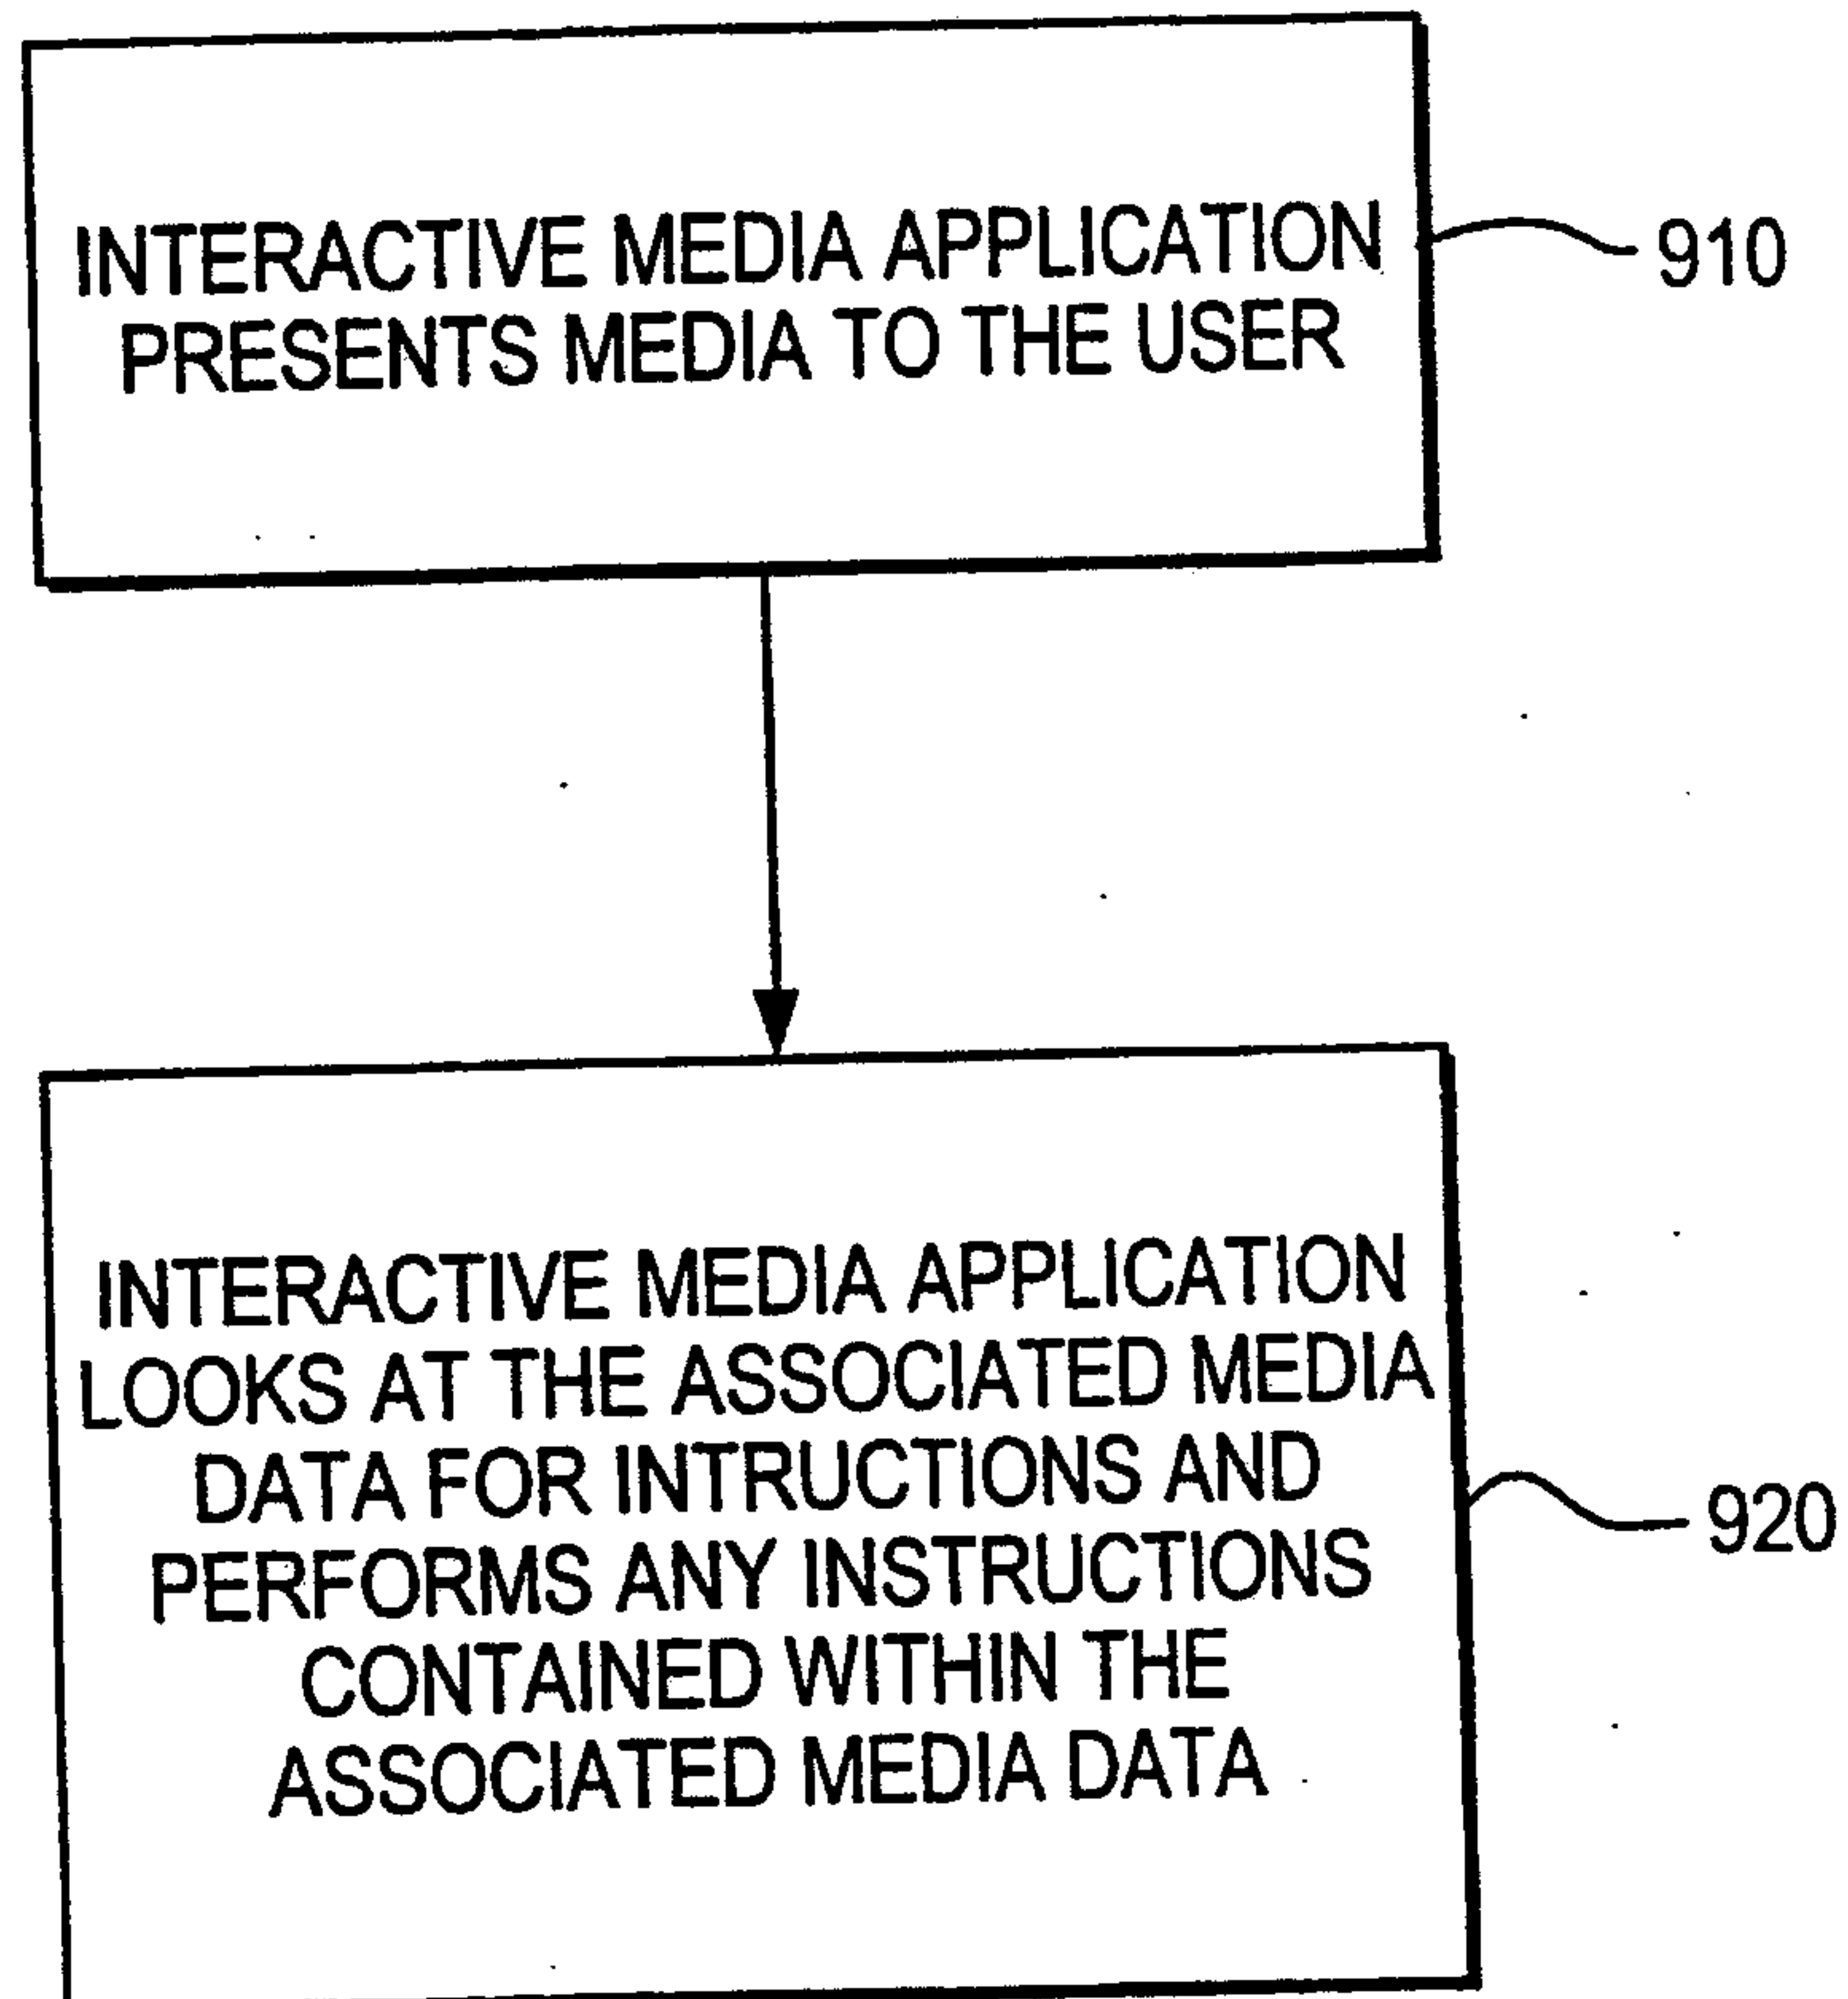 INTERACTIVE MEDIA APPLICATION
PRESENTS MEDIA TO THE USER
910
INTERACTIVE MEDIA APPLICATION
LOOKS AT THE ASSOCIATED MEDIA
DATA FOR INTRUCTIONS AND
PERFORMS ANY INSTRUCTIONS
CONTAINED WITHIN THE
ASSOCIATED MEDIA DATA
920